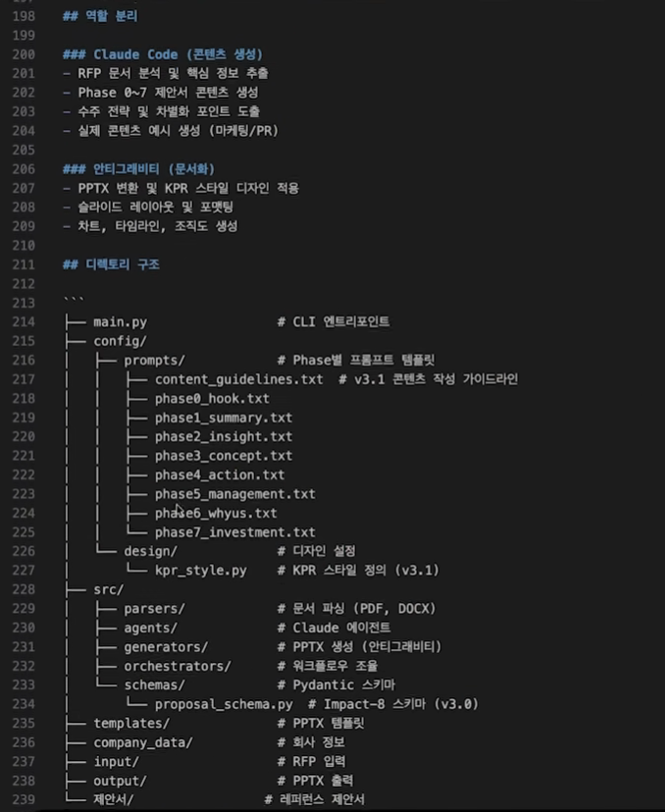 198 ## 역할 분리
199
200 ### Claude Code (콘텐츠 생성)
201 - RFP 문서 분석 및 핵심 정보 추출
202 - Phase 0~7 제안서 콘텐츠 생성
203 - 수주 전략 및 차별화 포인트 도출
204 - 실제 콘텐츠 예시 생성 (마케팅/PR)
205
206 ### 안티그래비티 (문서화)
207 - PPTX 변환 및 KPR 스타일 디자인 적용
208 - 슬라이드 레이아웃 및 포맷팅
209 - 차트, 타임라인, 조직도 생성
210
211 ## 디렉토리 구조
212
213 ```
214 ├── main.py # CLI 엔트리포인트
215 ├── config/
216 │   ├── prompts/ # Phase별 프롬프트 템플릿
217 │   │   ├── content_guidelines.txt # v3.1 콘텐츠 작성 가이드라인
218 │   │   ├── phase0_hook.txt
219 │   │   ├── phase1_summary.txt
220 │   │   ├── phase2_insight.txt
221 │   │   ├── phase3_concept.txt
222 │   │   ├── phase4_action.txt
223 │   │   ├── phase5_management.txt
224 │   │   ├── phase6_whyus.txt
225 │   │   └── phase7_investment.txt
226 │   └── design/ # 디자인 설정
227 │       └── kpr_style.py # KPR 스타일 정의 (v3.1)
228 ├── src/
229 │   ├── parsers/ # 문서 파싱 (PDF, DOCX)
230 │   ├── agents/ # Claude 에이전트
231 │   ├── generators/ # PPTX 생성 (안티그래비티)
232 │   ├── orchestrators/ # 워크플로우 조율
233 │   └── schemas/ # Pydantic 스키마
234 │       └── proposal_schema.py # Impact-8 스키마 (v3.0)
235 ├── templates/ # PPTX 템플릿
236 ├── company_data/ # 회사 정보
237 ├── input/ # RFP 입력
238 ├── output/ # PPTX 출력
239 └── 제안서/ # 레퍼런스 제안서